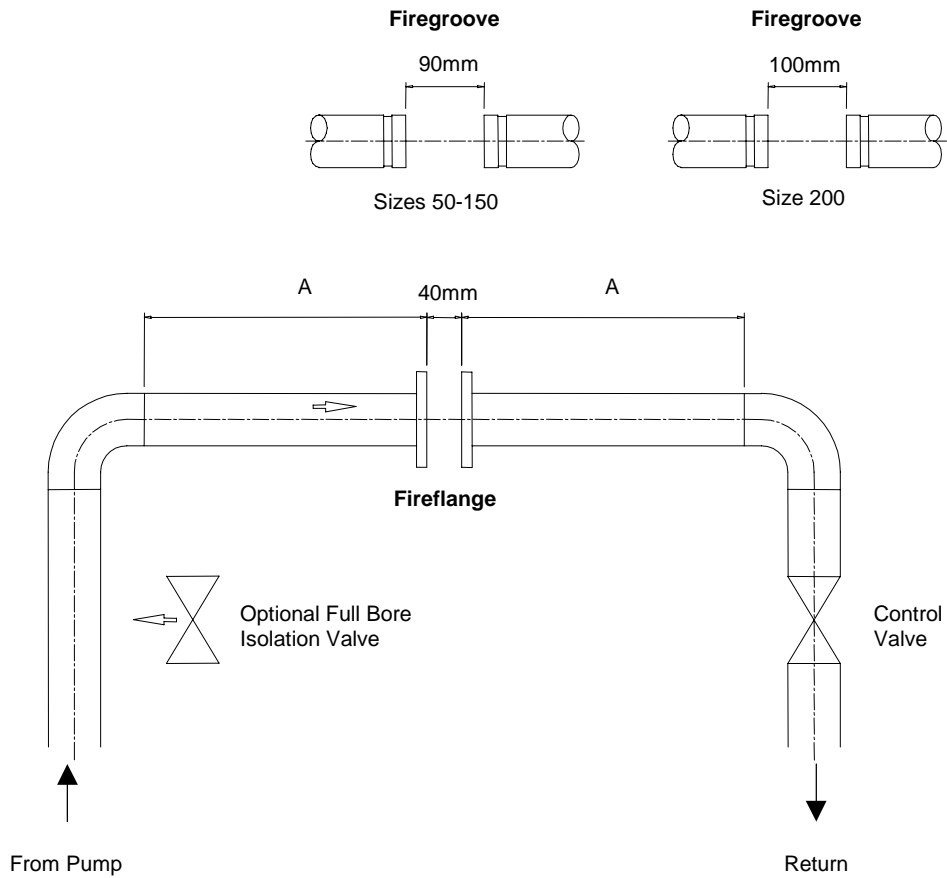 Firegroove
90mm
Sizes 50-150
Firegroove
100mm
Size 200
A
40mm
A
Fireflange
Optional Full Bore
Isolation Valve
Control
Valve
From Pump
Return